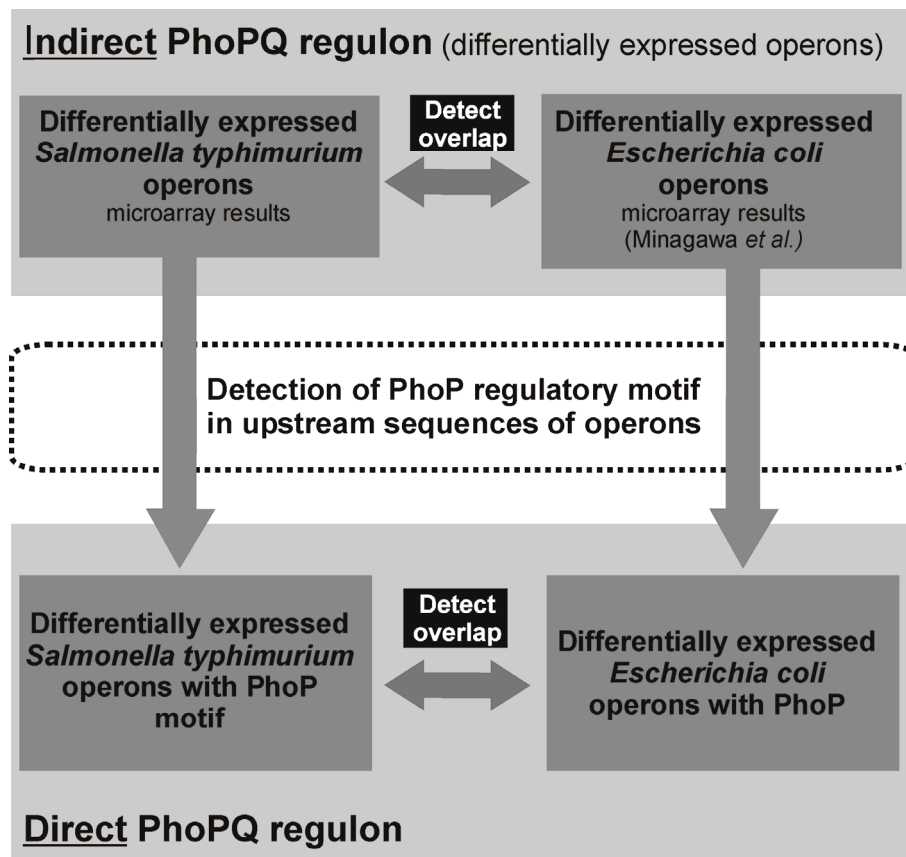 Indirect PhoPQ regulon (differentially expressed operons)
Differentially expressed
Salmonella typhimurium
operons
microarray results
Detect
overlap
Differentially expressed
Escherichia coli
operons
microarray results
(Minagawa et al.)
Detection of PhoP regulatory motif
in upstream sequences of operons
Differentially expressed
Salmonella typhimurium
operons with PhoP
motif
Detect
overlap
Differentially expressed
Escherichia coli
operons with PhoP
Direct PhoPQ regulon